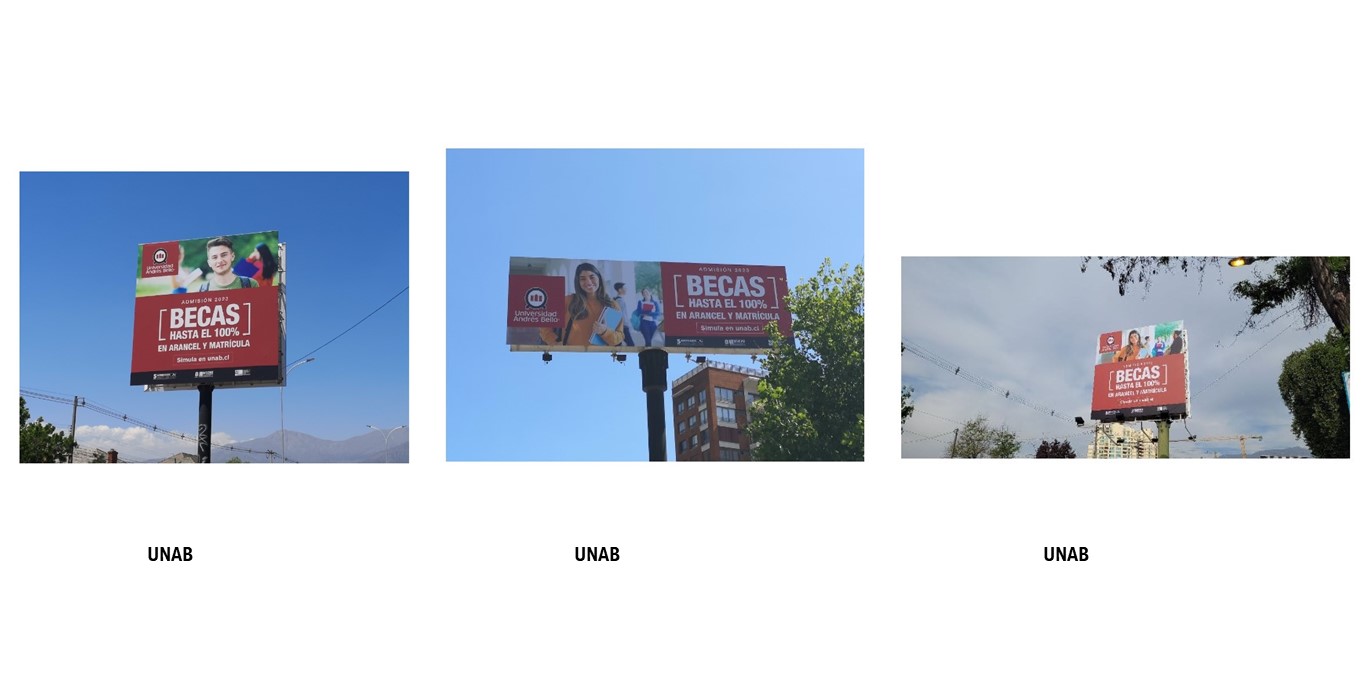 Universidad
Andrés Bello
ADMISIÓN 2022
BECAS
HASTA EL 100%
EN ARANCEL Y MATRÍCULA
Simula en unab.cl
Universidad
Andrés Bello
ADMISIÓN 2022
BECAS
HASTA EL 100%
EN ARANCEL Y MATRÍCULA
Simula en unab.cl
BECAS
HASTA EL 100%
EN ARANCEL Y MATRÍCULA
UNAB
UNAB
UNAB